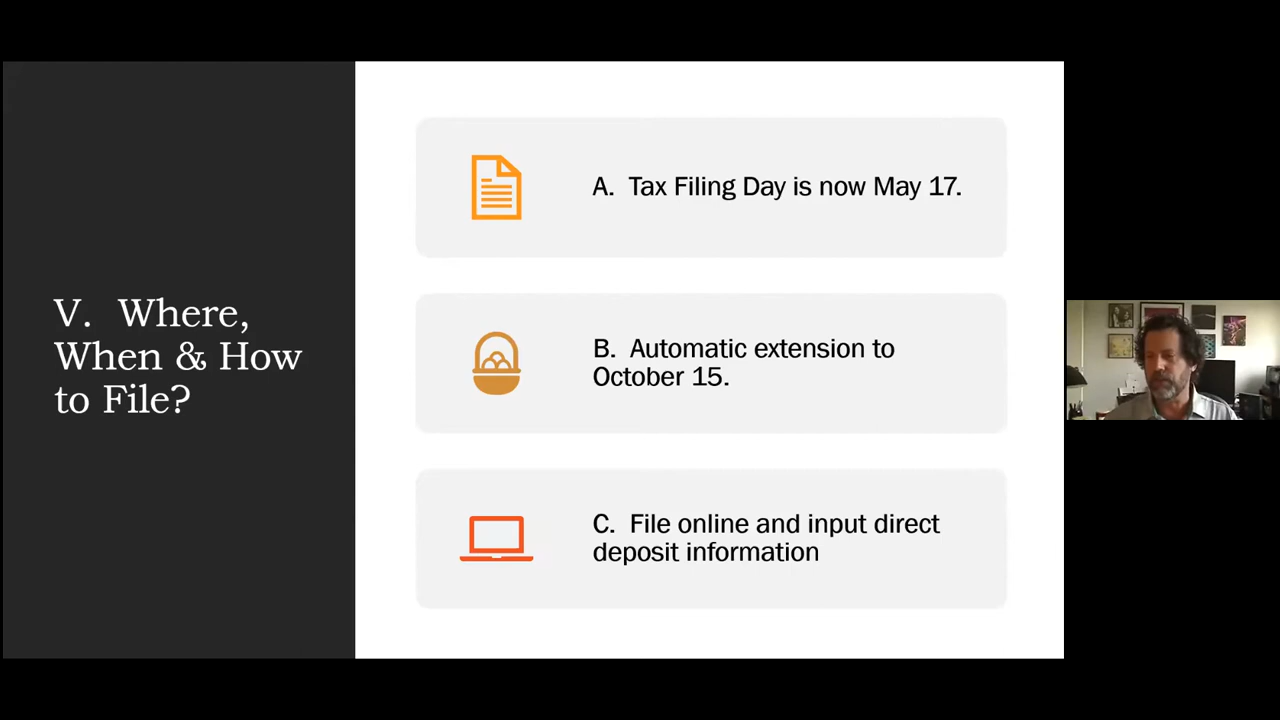 V. Where,
When & How
to File?
A. Tax Filing Day is now May 17.
B. Automatic extension to
October 15.
C. File online and input direct
deposit information